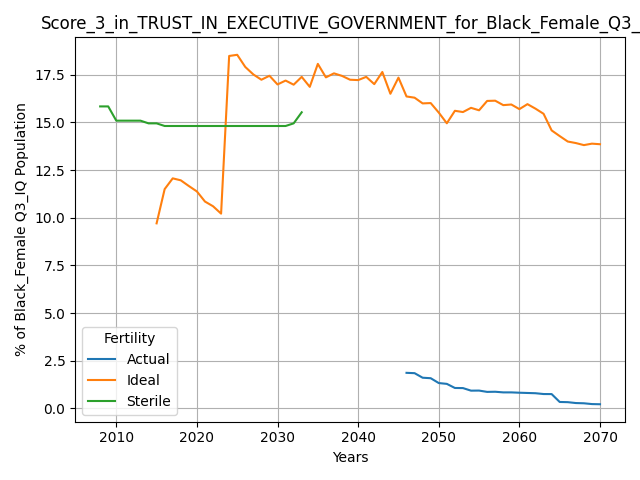 Score_3_in_TRUST_IN_EXECUTIVE_GOVERNMENT_for_Black_Female_Q3_
% of Black_Female Q3_IQ Population
17.5
15.0
12.5
10.0
7.5
5.0
2.5
0.0
Fertility
Actual
Ideal
Sterile
2010 2020 2030 2040 2050 2060 2070
Years